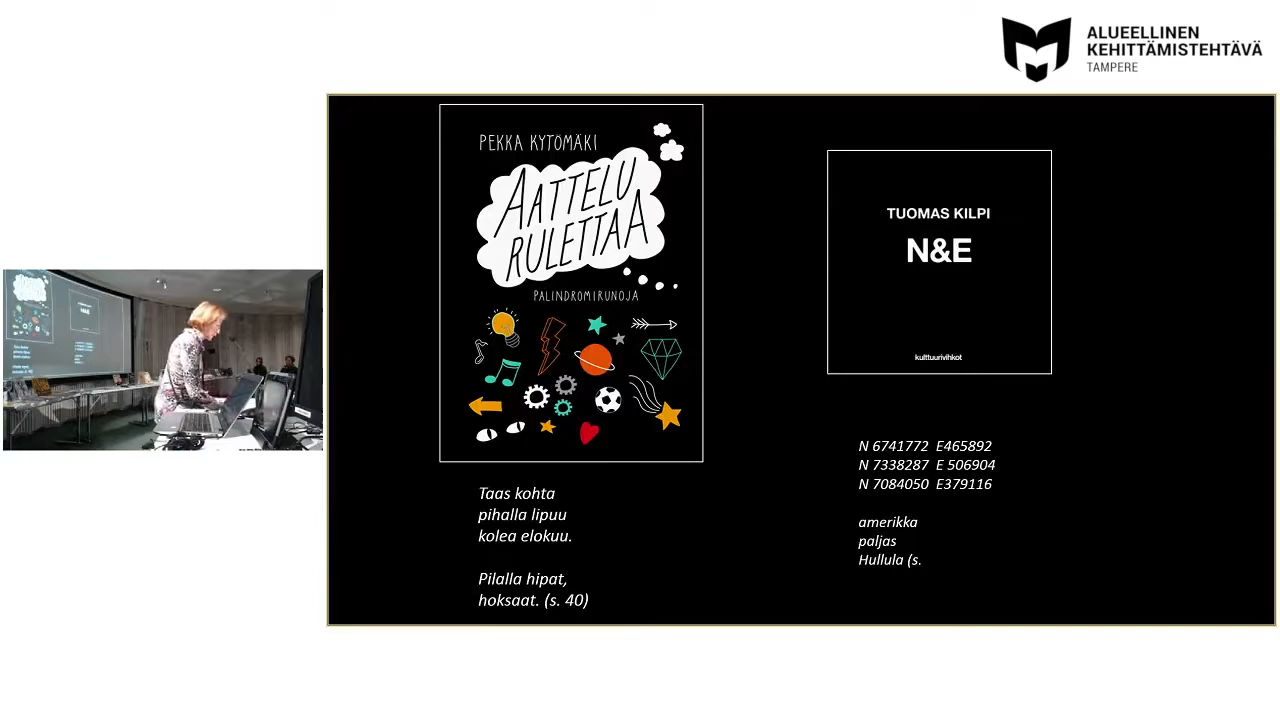 ALUEELLINEN
KEHITTÄMISTEHTÄVÄ
TAMPERE
PEKKA KYTÖMÄKI
AATTELU
RULETTAA
PALINDROMIRUNOJA
Taas kohta
pihalla lipuu
kolea elokuu.
Pilalla hipat,
hoksaat. (s. 40)
TUOMAS KILPI
N&E
kulttuurivihkot
N 6741772 E465892
N 7338287 E 506904
N 7084050 E379116
amerikka
paljas
Hullula (s.